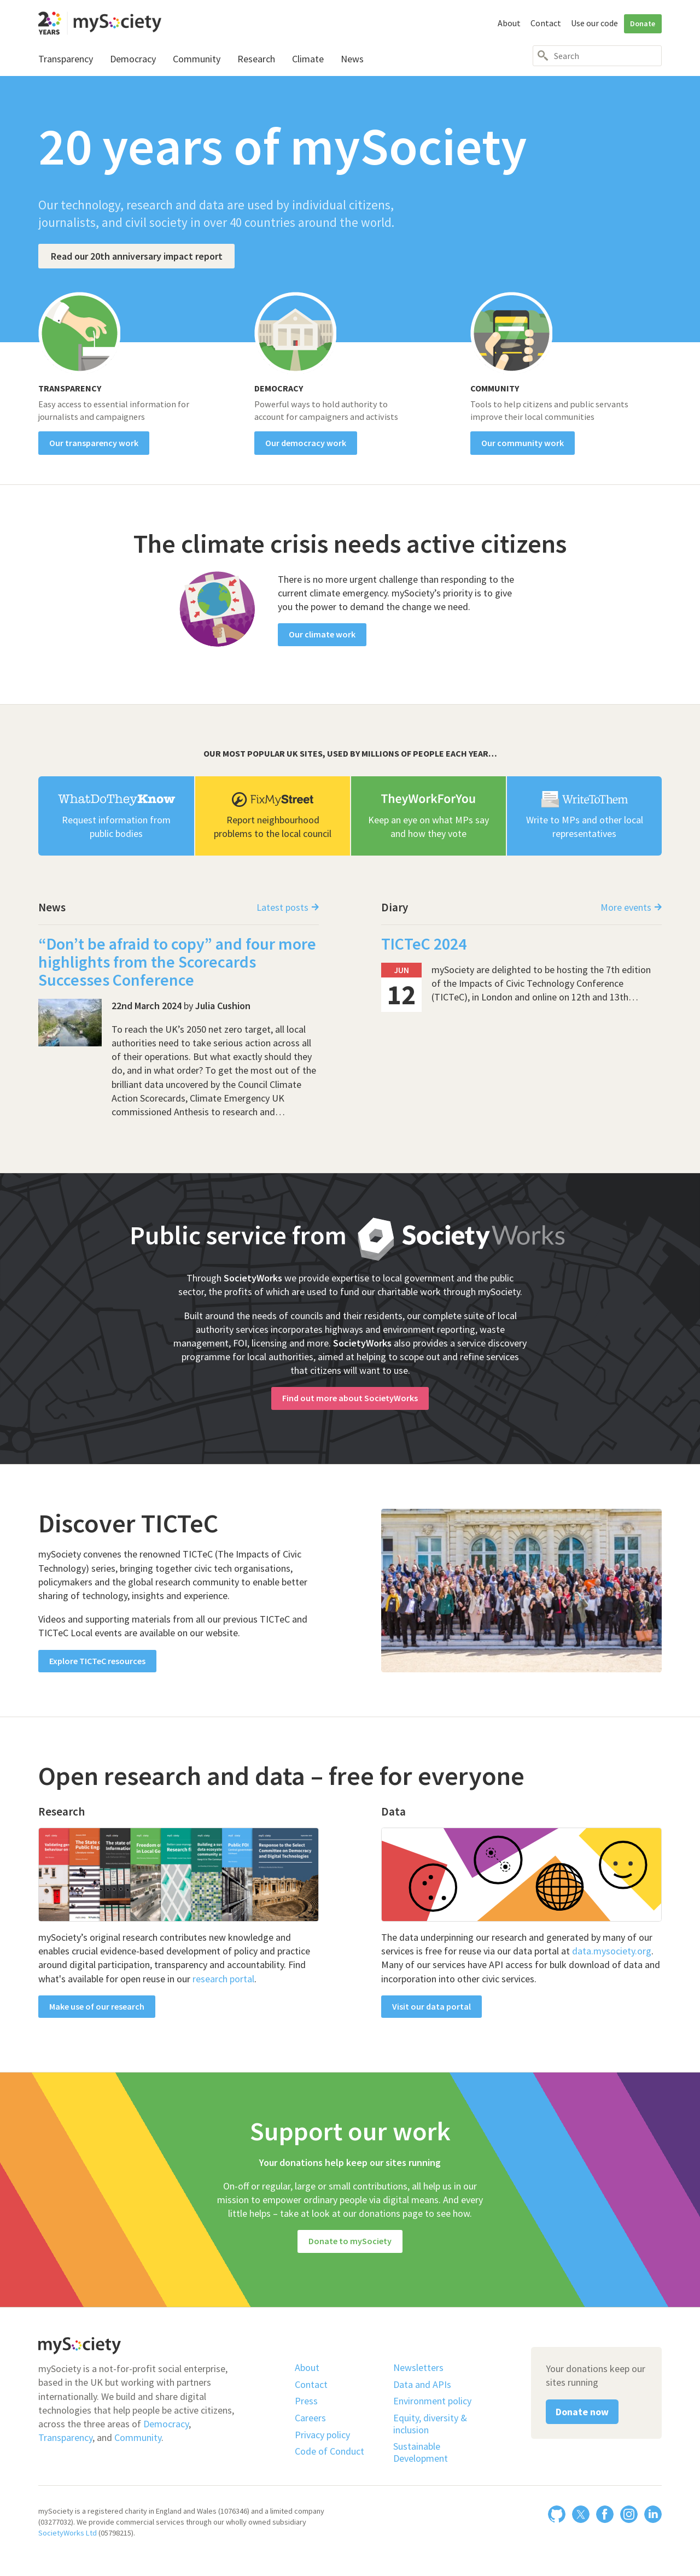 20 YEARS
mySociety
About Contact Use our code Donate
Transparency Democracy Community Research Climate News
Search
20 years of mySociety
Our technology, research and data are used by individual citizens,
journalists, and civil society in over 40 countries around the world.
Read our 20th anniversary impact report
TRANSPARENCY
Easy access to essential information for
journalists and campaigners
Our transparency work
DEMOCRACY
Powerful ways to hold authority to
account for campaigners and activists
Our democracy work
COMMUNITY
Tools to help citizens and public servants
improve their local communities
Our community work
The climate crisis needs active citizens
There is no more urgent challenge than responding to the
current climate emergency. mySociety’s priority is to give
you the power to demand the change we need.
Our climate work
OUR MOST POPULAR UK SITES, USED BY MILLIONS OF PEOPLE EACH YEAR…
WhatDoTheyKnow
Request information from
public bodies
FixMyStreet
Report neighbourhood
problems to the local council
TheyWorkForYou
Keep an eye on what MPs say
and how they vote
WriteToThem
Write to MPs and other local
representatives
News
Latest posts →
“Don’t be afraid to copy” and four more
highlights from the Scorecards
Successes Conference
22nd March 2024 by Julia Cushion
To reach the UK’s 2050 net zero target, all local
authorities need to take serious action across all
of their operations. But what exactly should they
do, and in what order? To get the most out of the
brilliant data uncovered by the Council Climate
Action Scorecards, Climate Emergency UK
commissioned Anthesis to research and…
Diary
More events →
TICTeC 2024
JUN
12
mySociety are delighted to be hosting the 7th edition
of the Impacts of Civic Technology Conference
(TICTeC), in London and online on 12th and 13th…
Public service from SocietyWorks
Through SocietyWorks we provide expertise to local government and the public
sector, the profits of which are used to fund our charitable work through mySociety.
Built around the needs of councils and their residents, our complete suite of local
authority services incorporates highways and environment reporting, waste
management, FOI, licensing and more. SocietyWorks also provides a service discovery
programme for local authorities, aimed at helping to scope out and refine services
that citizens will want to use.
Find out more about SocietyWorks
Discover TICTeC
mySociety convenes the renowned TICTeC (The Impacts of Civic
Technology) series, bringing together civic tech organisations,
policymakers and the global research community to enable better
sharing of technology, insights and experience.
Videos and supporting materials from all our previous TICTeC and
TICTeC Local events are available on our website.
Explore TICTeC resources
Open research and data – free for everyone
Research
Response to the Select
Committee on Democracy
and Digital Technologies
mySociety’s original research contributes new knowledge and
enables crucial evidence-based development of policy and practice
around digital participation, transparency and accountability. Find
what's available for open reuse in our research portal.
Make use of our research
Data
The data underpinning our research and generated by many of our
services is free for reuse via our data portal at data.mysociety.org.
Many of our services have API access for bulk download of data and
incorporation into other civic services.
Visit our data portal
Support our work
Your donations help keep our sites running
On-off or regular, large or small contributions, all help us in our
mission to empower ordinary people via digital means. And every
little helps – take at look at our donations page to see how.
Donate to mySociety
mySociety
mySociety is a not-for-profit social enterprise,
based in the UK but working with partners
internationally. We build and share digital
technologies that help people be active citizens,
across the three areas of Democracy,
Transparency, and Community.
About
Contact
Press
Careers
Privacy policy
Code of Conduct
Newsletters
Data and APIs
Environment policy
Equity, diversity &
inclusion
Sustainable
Development
Your donations keep our
sites running
Donate now
mySociety is a registered charity in England and Wales (1076346) and a limited company
(03277032). We provide commercial services through our wholly owned subsidiary
SocietyWorks Ltd (05798215).